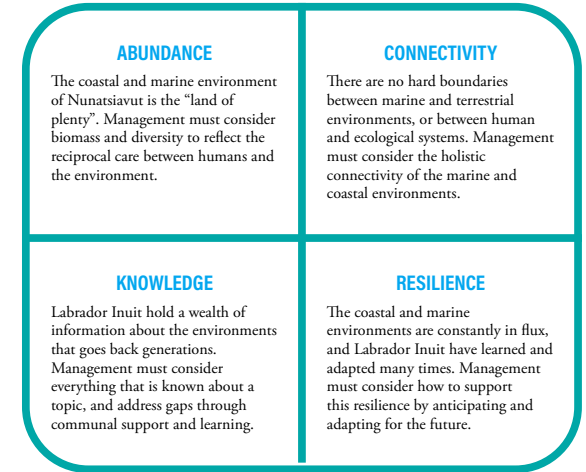 ABUNDANCE
The coastal and marine environment
of Nunatsiavut is the “land of
plenty”. Management must consider
biomass and diversity to reflect the
reciprocal care between humans and
the environment.
CONNECTIVITY
There are no hard boundaries
between marine and terrestrial
environments, or between human
and ecological systems. Management
must consider the holistic
connectivity of the marine and
coastal environments.
KNOWLEDGE
Labrador Inuit hold a wealth of
information about the environments
that goes back generations.
Management must consider
everything that is known about a
topic, and address gaps through
communal support and learning.
RESILIENCE
The coastal and marine
environments are constantly in flux,
and Labrador Inuit have learned and
adapted many times. Management
must consider how to support
this resilience by anticipating and
adapting for the future.